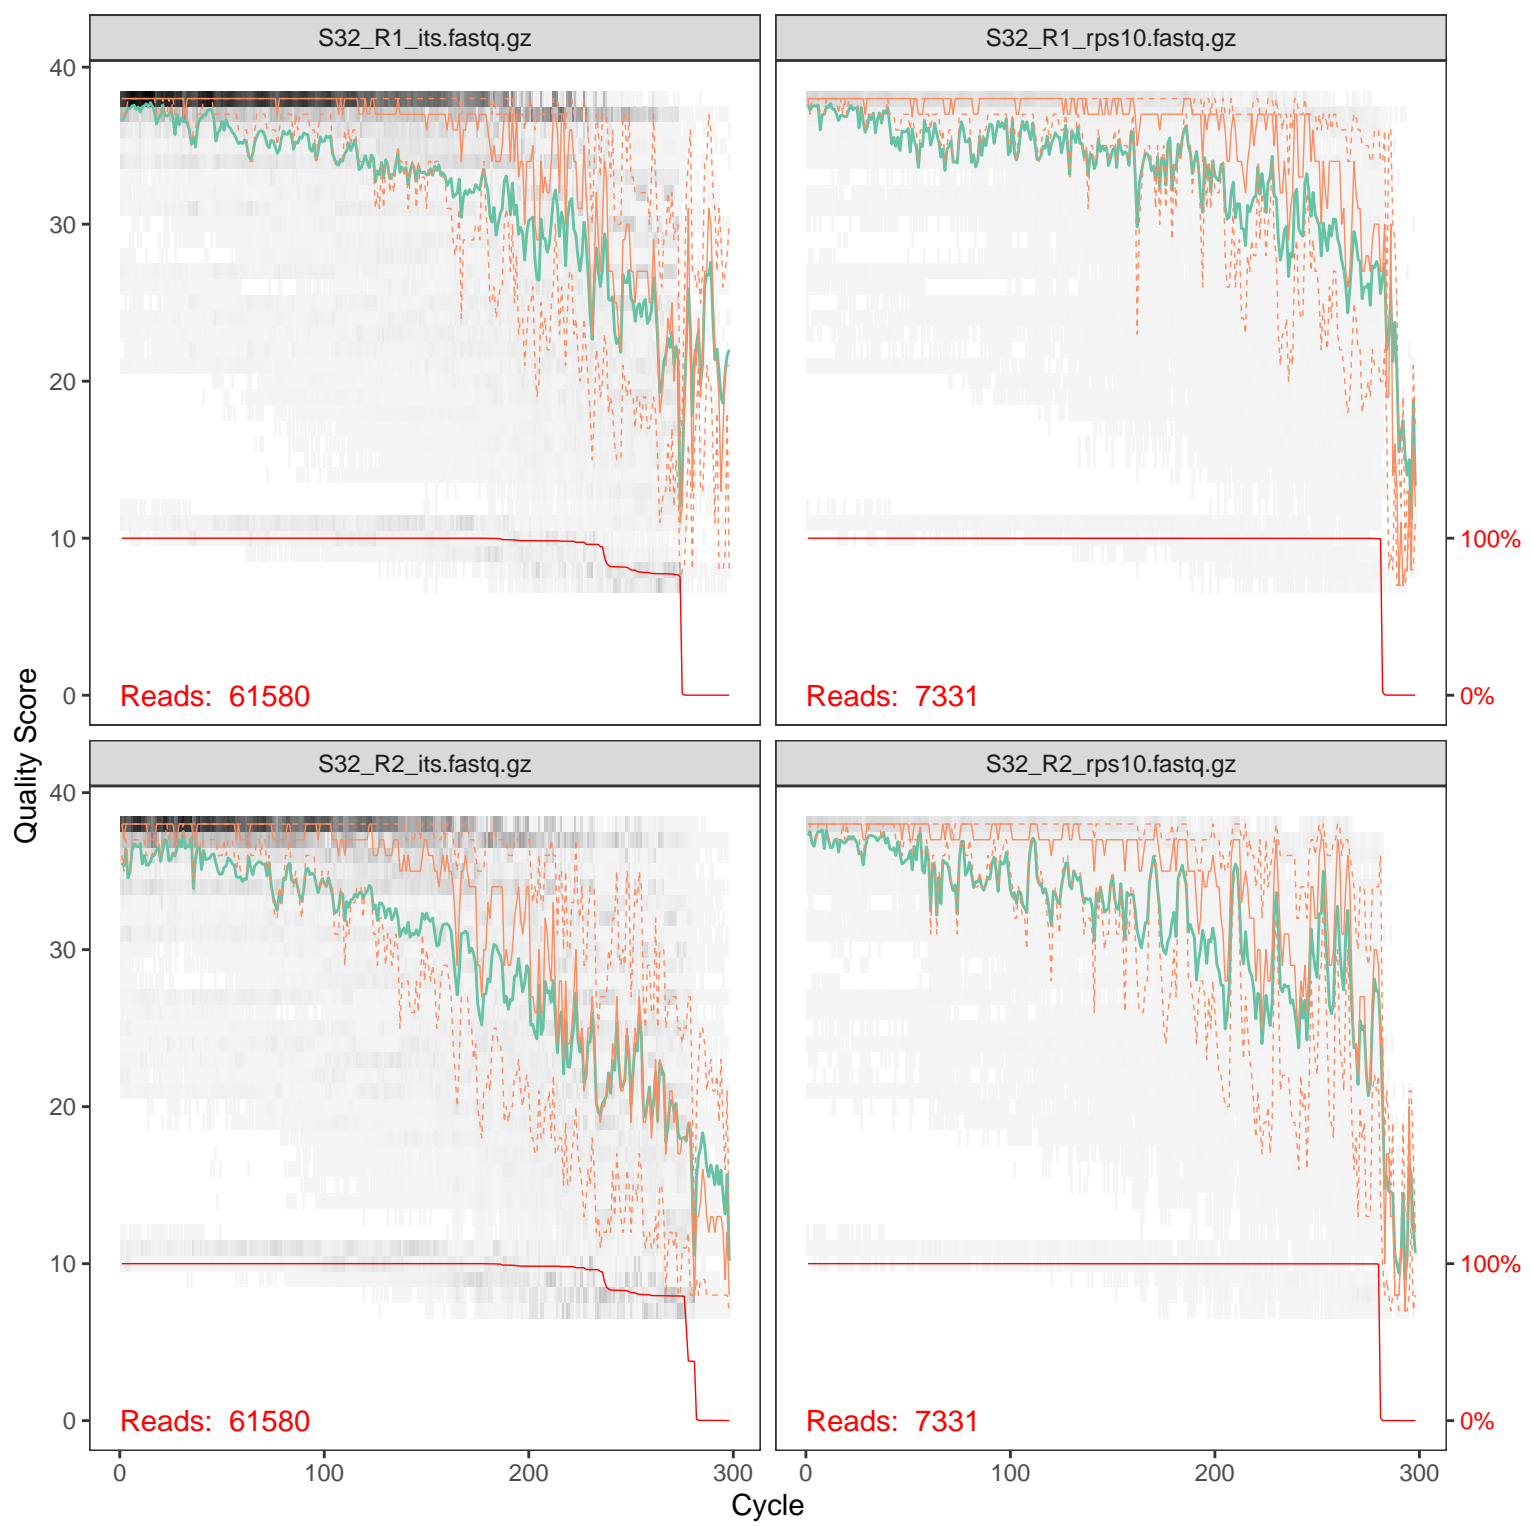 S32_R1_its.fastq.gz
S32_R1_rps10.fastq.gz
40
30
20
10
0
100%
0%
Reads: 61580
Reads: 7331
Quality Score
S32_R2_its.fastq.gz
S32_R2_rps10.fastq.gz
40
30
20
10
0
100%
0%
Reads: 61580
Reads: 7331
0
100
200
300
0
100
200
300
Cycle